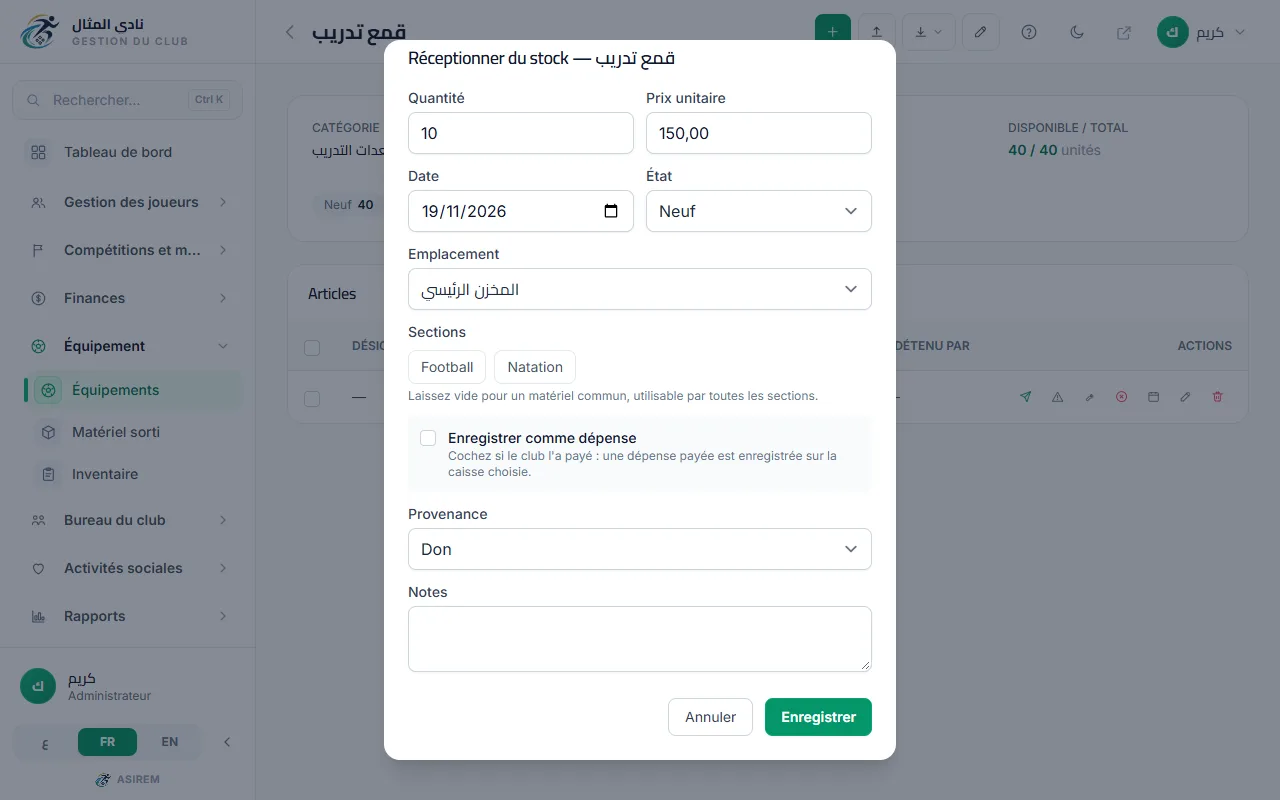 نادي المثال
GESTION DU CLUB
Rechercher...
Ctrl K
Tableau de bord
Gestion des joueurs
Compétitions et m...
Finances
Équipement
Équipements
Matériel sorti
Inventaire
Bureau du club
Activités sociales
Rapports
ك
كريم
Administrateur
ع
FR
EN
ASIREM
قمع تدريب
ك
كريم
CATÉGORIE
Neuf 40
DISPONIBLE / TOTAL
40 / 40 unités
Articles
DÉTENU PAR
ACTIONS
Réceptionner du stock — قمع تدريب
Quantité
Prix unitaire
10
150,00
Date
État
19/11/2026
Neuf
Emplacement
المخزن الرئيسي
Sections
Football
Natation
Laissez vide pour un matériel commun, utilisable par toutes les sections.
Enregistrer comme dépense
Cochez si le club l'a payé : une dépense payée est enregistrée sur la
caisse choisie.
Provenance
Don
Notes
Annuler
Enregistrer